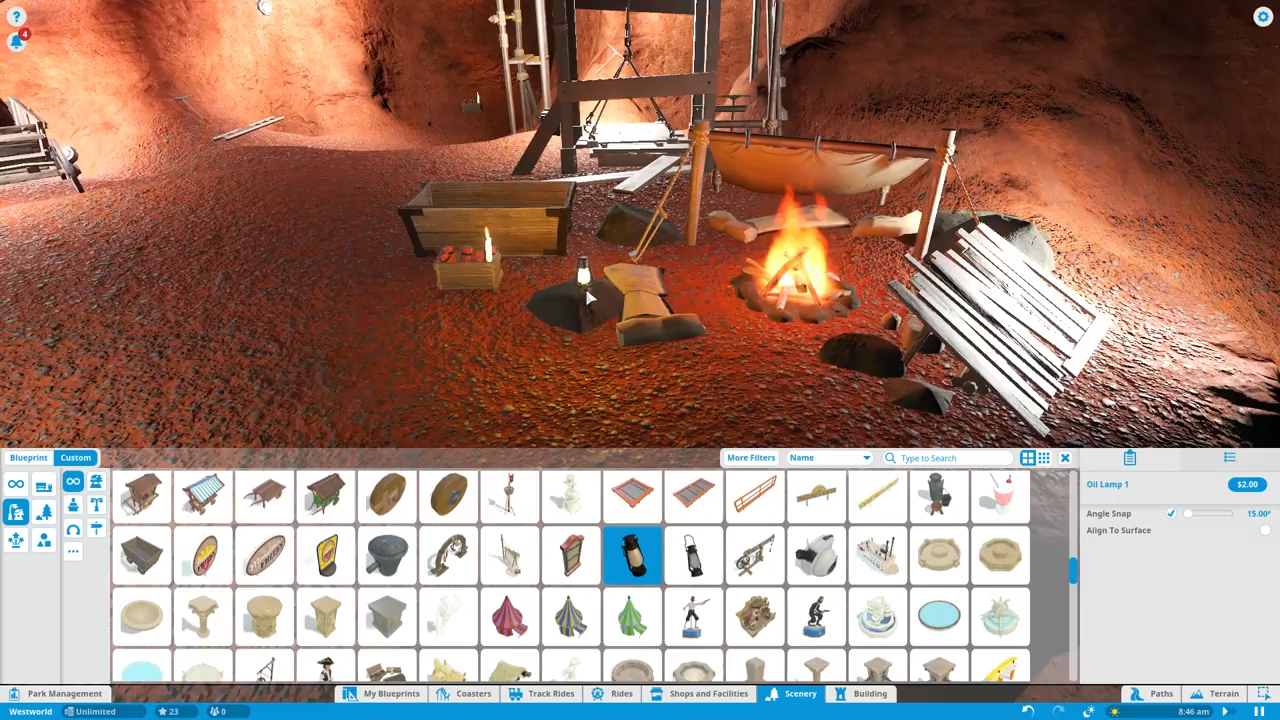 ?
4
Blueprint
Custom
More Filters
Name
Type to Search
Oil Lamp 1
$2.00
Angle Snap
15.00°
Align To Surface
Park Management
My Blueprints
Coasters
Track Rides
Rides
Shops and Facilities
Scenery
Building
Paths
Terrain
Westworld
Unlimited
23
0
8:46 am